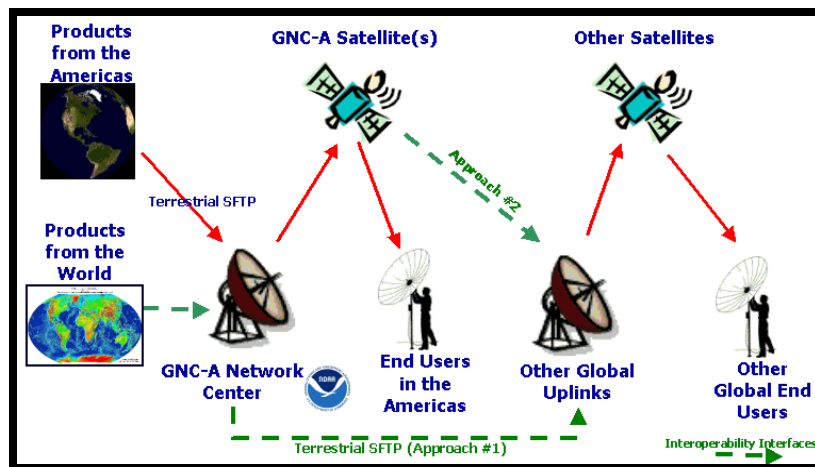 Products
from the
Americas
GNC-A Satellite(s)
Other Satellites
Terrestrial SFTP
Approach #2
Products
from the
World
GNC-A Network
Center
NOAA
End Users
in the
Americas
Other Global
Uplinks
Other
Global End
Users
Terrestrial SFTP (Approach #1)
Interoperability Interfaces